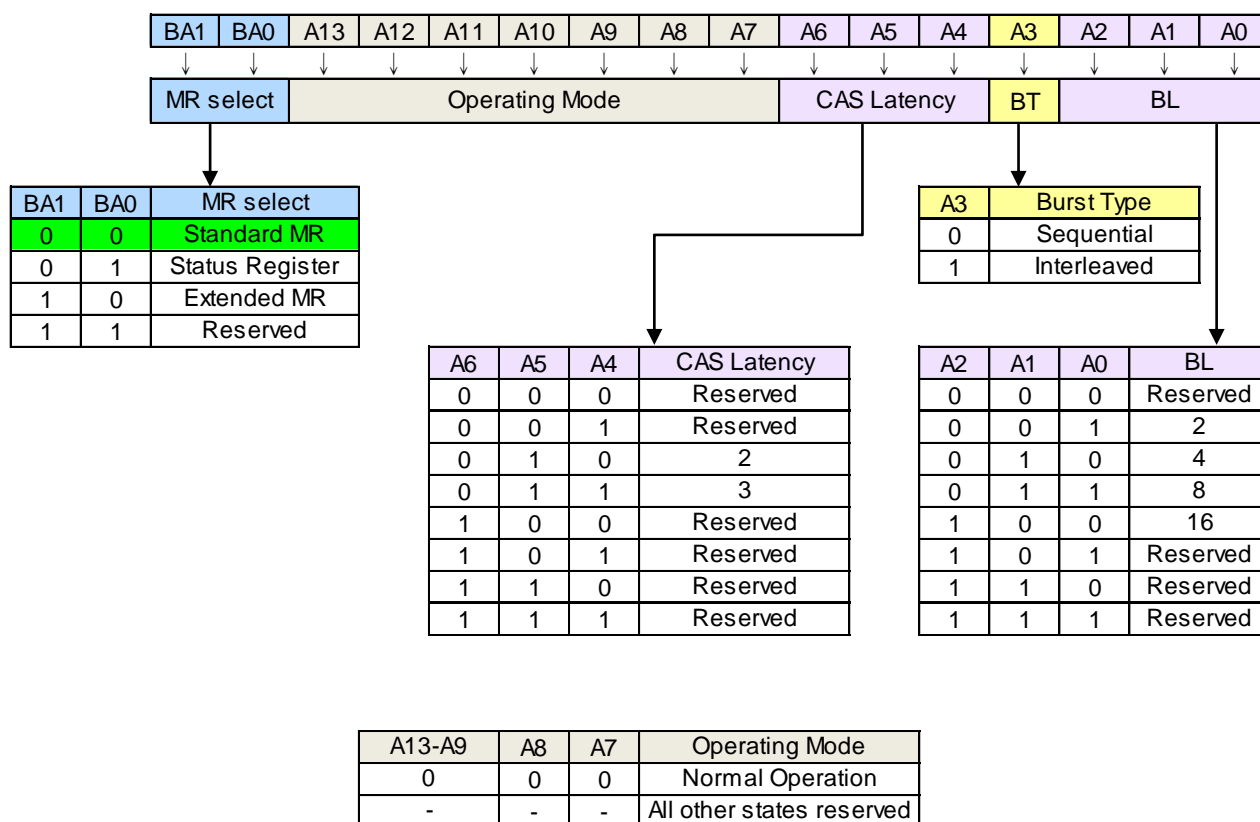 BA1 BA0 A13 A12 A11 A10 A9 A8 A7 A6 A5 A4 A3 A2 A1 A0
MR select Operating Mode CAS Latency BT BL
BA1 BA0 MR select
0 0 Standard MR
0 1 Status Register
1 0 Extended MR
1 1 Reserved
A3 Burst Type
0 Sequential
1 Interleaved
A6 A5 A4 CAS Latency
0 0 0 Reserved
0 0 1 Reserved
0 1 0 2
0 1 1 3
1 0 0 Reserved
1 0 1 Reserved
1 1 0 Reserved
1 1 1 Reserved
A2 A1 A0 BL
0 0 0 Reserved
0 0 1 2
0 1 0 4
0 1 1 8
1 0 0 16
1 0 1 Reserved
1 1 0 Reserved
1 1 1 Reserved
A13-A9 A8 A7 Operating Mode
0 0 0 Normal Operation
- - - All other states reserved